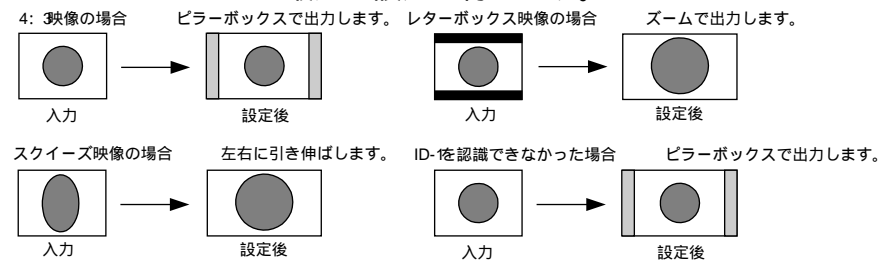 4：3映像の場合
ピラーボックスで出力します。
レターボックス映像の場合
ズームで出力します。
入力
設定後
入力
設定後
スクイーズ映像の場合
左右に引き伸ばします。
ID-1を認識できなかった場合
ピラーボックスで出力します。
入力
設定後
入力
設定後